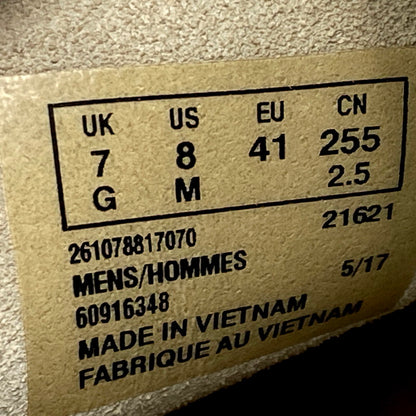 UK US EU CN
7 8 41 255
G M 2.5
261078817070 21621
MENS/HOMMES
60916348 5/17
MADE IN VIETNAM
FABRIQUE AU VIETNAM